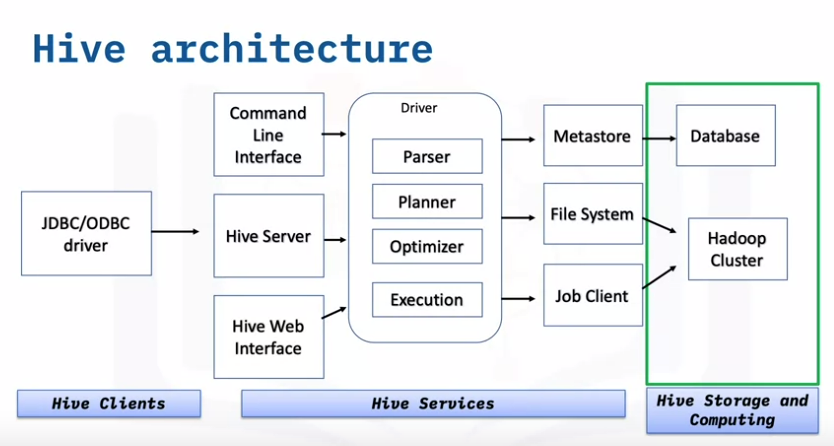 Hive architecture
Command
Line
Interface
Driver
Parser
Planner
Optimizer
Execution
Metastore
Database
JDBC/ODBC
driver
Hive Server
File System
Hadoop
Cluster
Hive Web
Interface
Job Client
Hive Clients
Hive Services
Hive Storage and
Computing